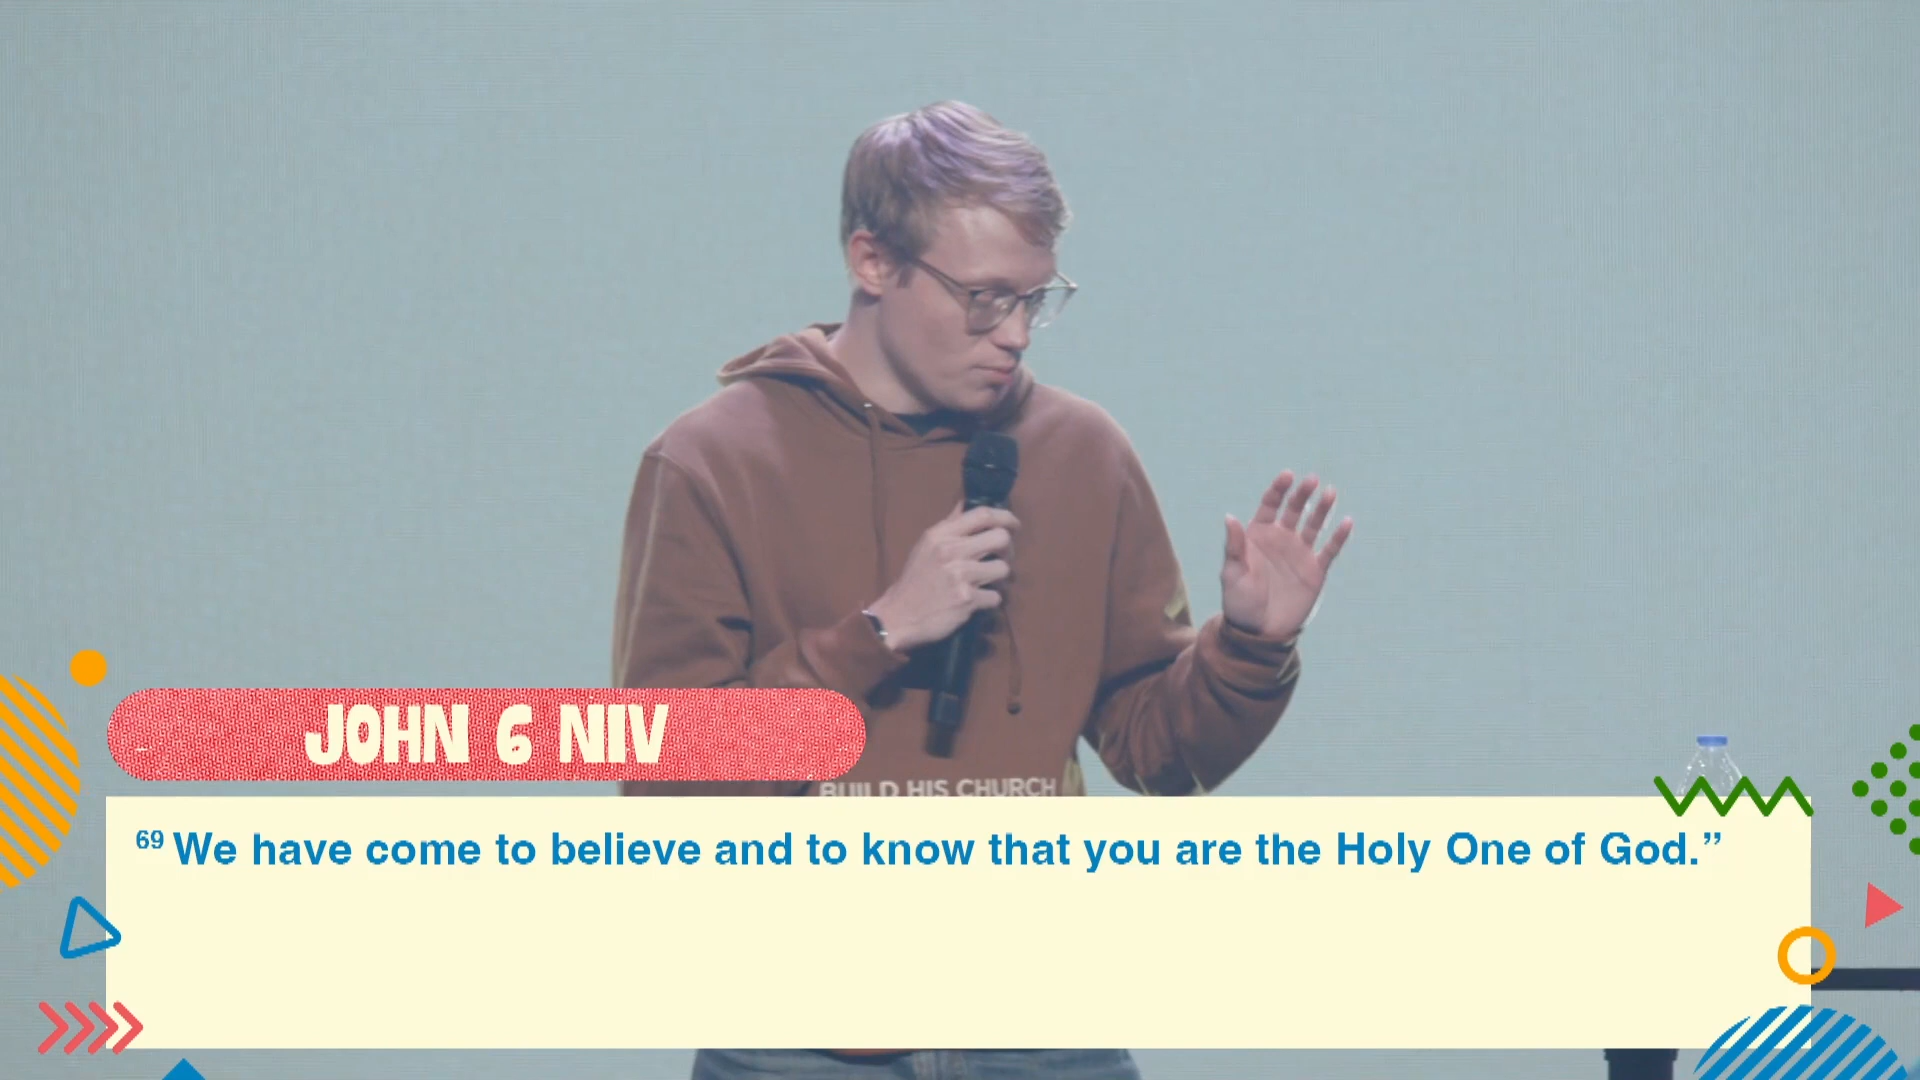 JOHN 6 NIV
BUILD HIS CHURCH
69 We have come to believe and to know that you are the Holy One of God.”